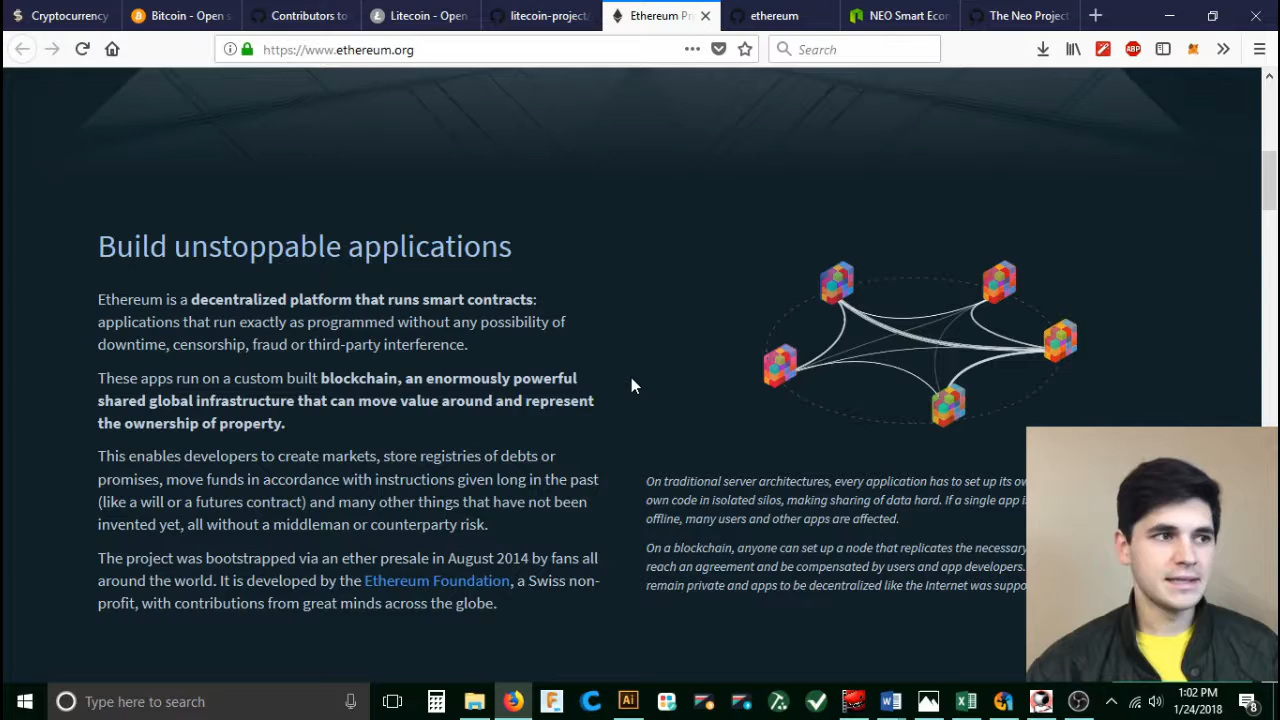 Cryptocurrency
Bitcoin - Open s
Contributors to
Litecoin - Open
litecoin-project/
Ethereum Pr
ethereum
NEO Smart Econ
The Neo Project
https://www.ethereum.org
Search
Build unstoppable applications
Ethereum is a decentralized platform that runs smart contracts:
applications that run exactly as programmed without any possibility of
downtime, censorship, fraud or third-party interference.
These apps run on a custom built blockchain, an enormously powerful
shared global infrastructure that can move value around and represent
the ownership of property.
This enables developers to create markets, store registries of debts or
promises, move funds in accordance with instructions given long in the past
(like a will or a futures contract) and many other things that have not been
invented yet, all without a middleman or counterparty risk.
The project was bootstrapped via an ether presale in August 2014 by fans all
around the world. It is developed by the Ethereum Foundation, a Swiss non-
profit, with contributions from great minds across the globe.
On traditional server architectures, every application has to set up its ow
own code in isolated silos, making sharing of data hard. If a single app i
offline, many users and other apps are affected.
On a blockchain, anyone can set up a node that replicates the necessary
reach an agreement and be compensated by users and app developers.
remain private and apps to be decentralized like the Internet was suppo
Type here to search
1:02 PM
1/24/2018